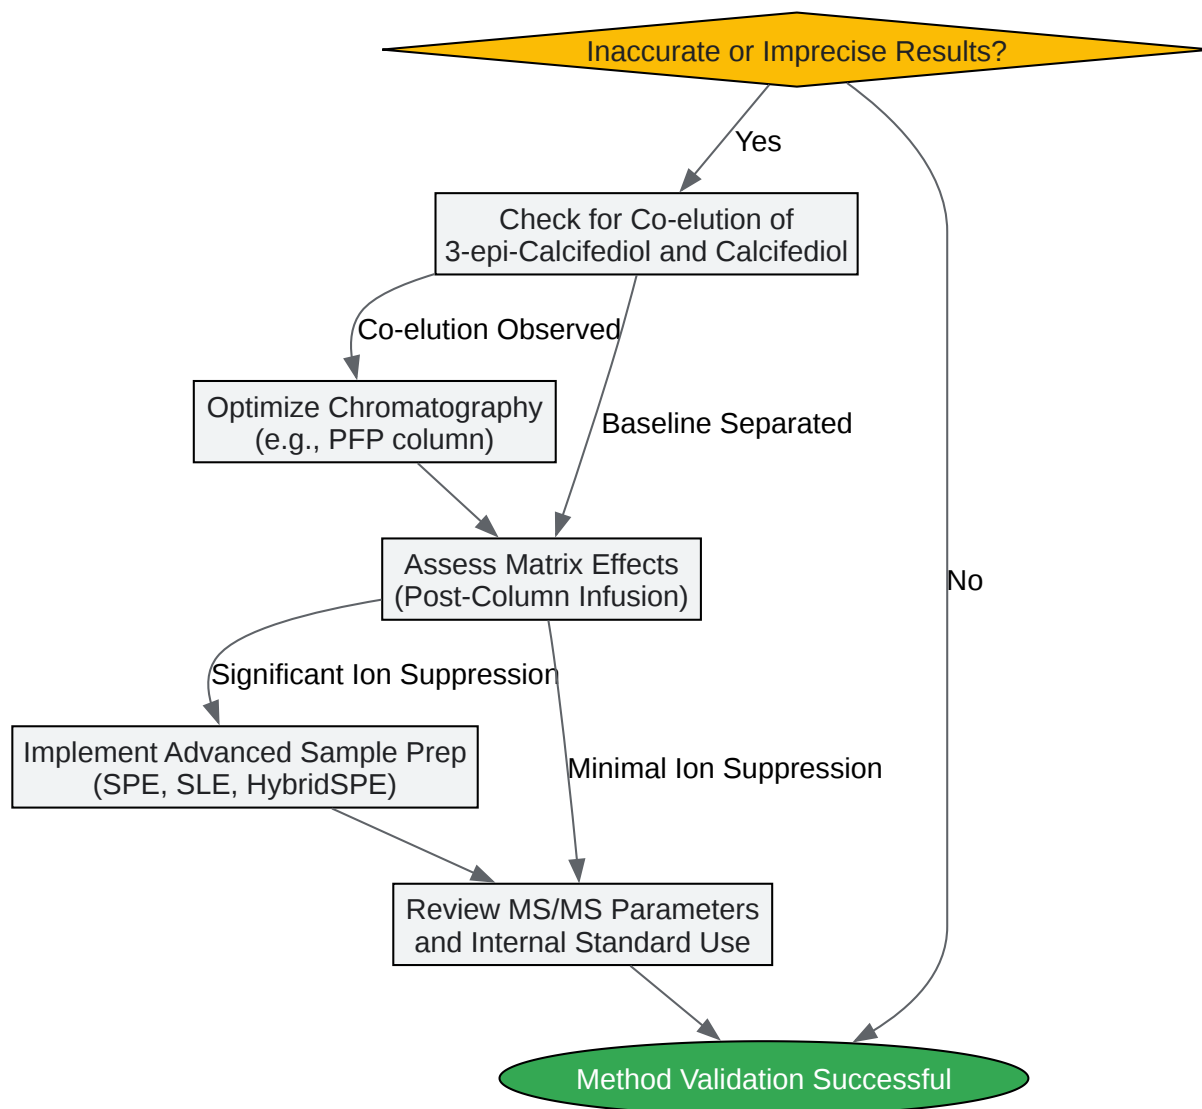 Inaccurate or Imprecise Results?
Yes
Check for Co-elution of
3-epi-Calcifediol and Calcifediol
Co-elution Observed
Optimize Chromatography
(e.g., PFP column)
Baseline Separated
Assess Matrix Effects
(Post-Column Infusion)
No
Significant Ion Suppression
Implement Advanced Sample Prep
(SPE, SLE, HybridSPE)
Minimal Ion Suppression
Review MS/MS Parameters
and Internal Standard Use
Method Validation Successful